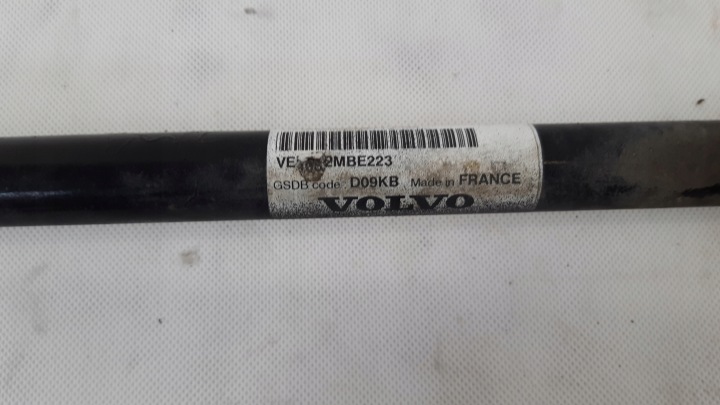 GSDB code: D09KB Made in FRANCE
VOLVO